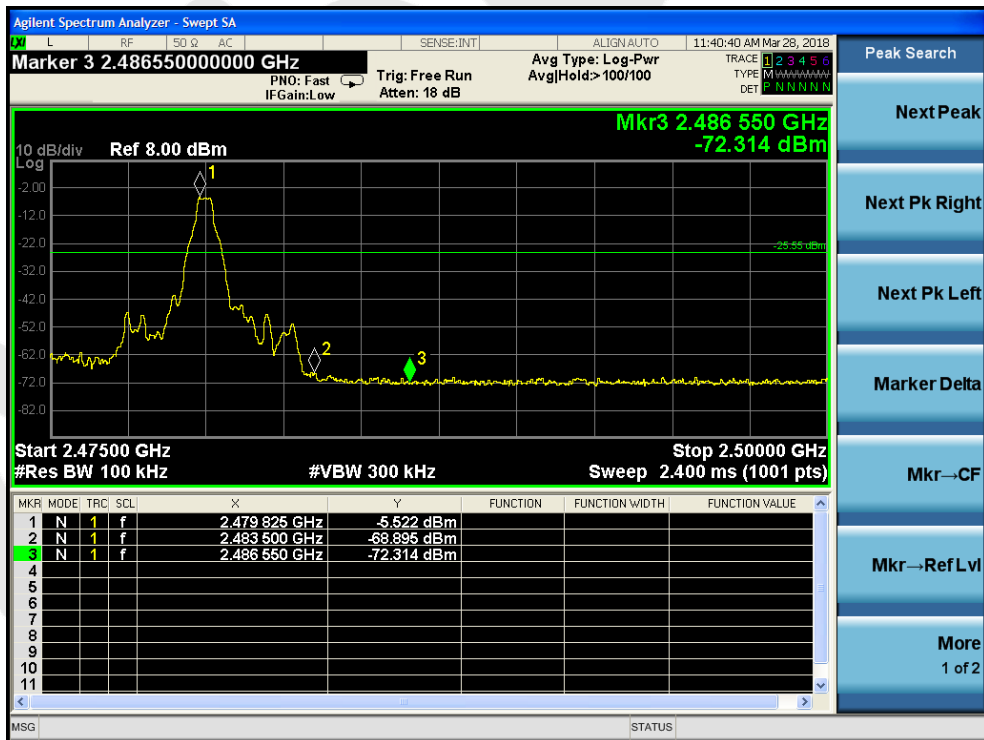 Agilent Spectrum Analyzer - Swept SA
LXI L RF 50 Ω AC SENSE:INT ALIGN AUTO 11:40:40 AM Mar 28, 2018
Marker 3 2.486550000000 GHz
PNO: Fast
IFGain:Low
Trig: Free Run
Atten: 18 dB
Avg Type: Log-Pwr
Avg|Hold:>100/100
TRACE 1 2 3 4 5 6
TYPE M
DET P N N N N N
Mkr3 2.486 550 GHz
-72.314 dBm
10 dB/div Ref 8.00 dBm
Log
-2.00
-12.0
-22.0
-32.0
-42.0
-52.0
-62.0
-72.0
-82.0
1
-25.55 dBm
2
3
Start 2.47500 GHz Stop 2.50000 GHz
#Res BW 100 kHz #VBW 300 kHz Sweep 2.400 ms (1001 pts)
MKR MODE TRC SCL X Y FUNCTION FUNCTION WIDTH FUNCTION VALUE
1 N 1 f 2.479 825 GHz -5.522 dBm
2 N 1 f 2.483 500 GHz -68.895 dBm
3 N 1 f 2.486 550 GHz -72.314 dBm
4
5
6
7
8
9
10
11
MSG STATUS
Peak Search
Next Peak
Next Pk Right
Next Pk Left
Marker Delta
Mkr→CF
Mkr→Ref Lvl
More
1 of 2